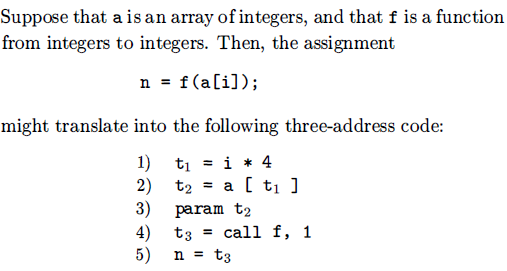 Suppose that a is an array of integers, and that f is a function
from integers to integers. Then, the assignment
n = f(a[i]);
might translate into the following three-address code:
1) t₁ = i * 4
2) t₂ = a [ t₁ ]
3) param t₂
4) t₃ = call f, 1
5) n = t₃